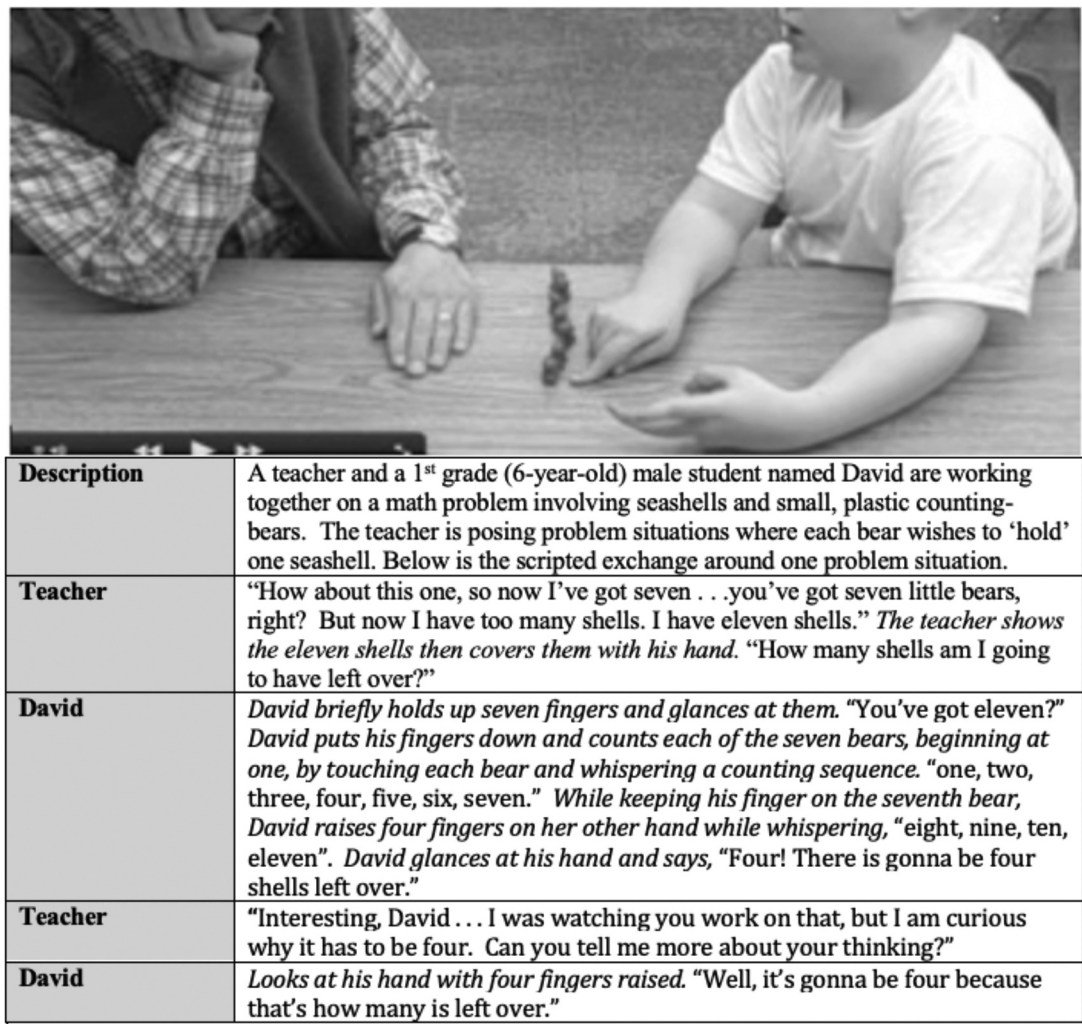 Description
A teacher and a 1st grade (6-year-old) male student named David are working
together on a math problem involving seashells and small, plastic counting-
bears.  The teacher is posing problem situations where each bear wishes to ‘hold’
one seashell. Below is the scripted exchange around one problem situation.
Teacher
“How about this one, so now I’ve got seven . . .you’ve got seven little bears,
right?  But now I have too many shells. I have eleven shells.” The teacher shows
the eleven shells then covers them with his hand. “How many shells am I going
to have left over?”
David
David briefly holds up seven fingers and glances at them. “You’ve got eleven?”
David puts his fingers down and counts each of the seven bears, beginning at
one, by touching each bear and whispering a counting sequence. “one, two,
three, four, five, six, seven.”  While keeping his finger on the seventh bear,
David raises four fingers on her other hand while whispering, “eight, nine, ten,
eleven”.  David glances at his hand and says, “Four! There is gonna be four
shells left over.”
Teacher
“Interesting, David . . . I was watching you work on that, but I am curious
why it has to be four.  Can you tell me more about your thinking?”
David
Looks at his hand with four fingers raised. “Well, it’s gonna be four because
that’s how many is left over.”